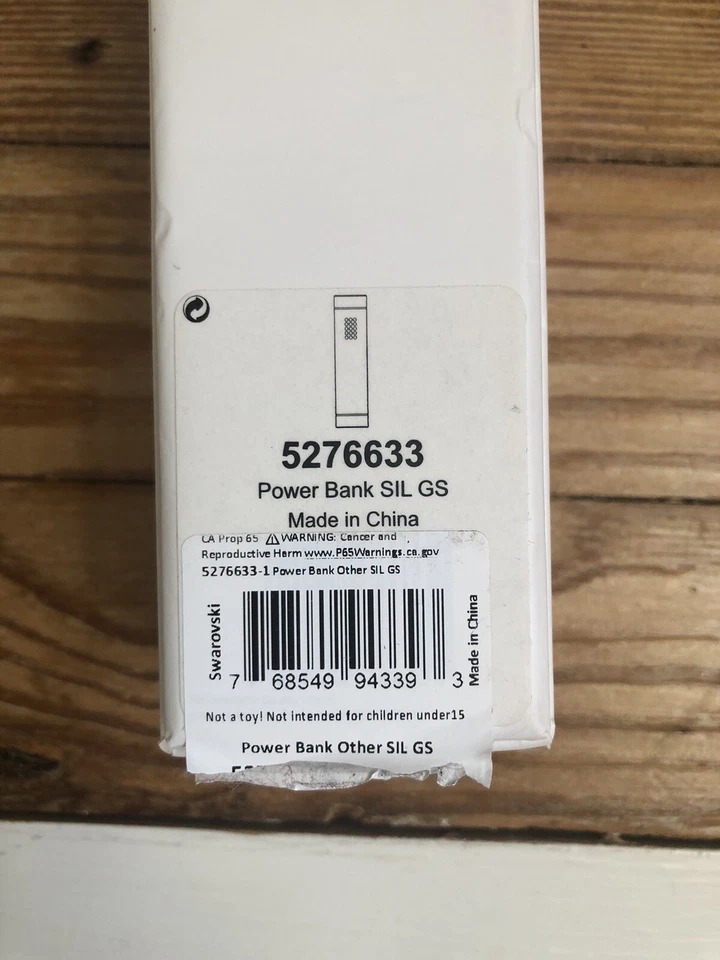 5276633
Power Bank SIL GS
Made in China
CA Prop 65 ⚠ WARNING: Cancer and
Reproductive Harm www.P65Warnings.ca.gov
5276633-1 Power Bank Other SIL GS
Swarovski
Made in China
7 68549 94339 3
Not a toy! Not intended for children under15
Power Bank Other SIL GS